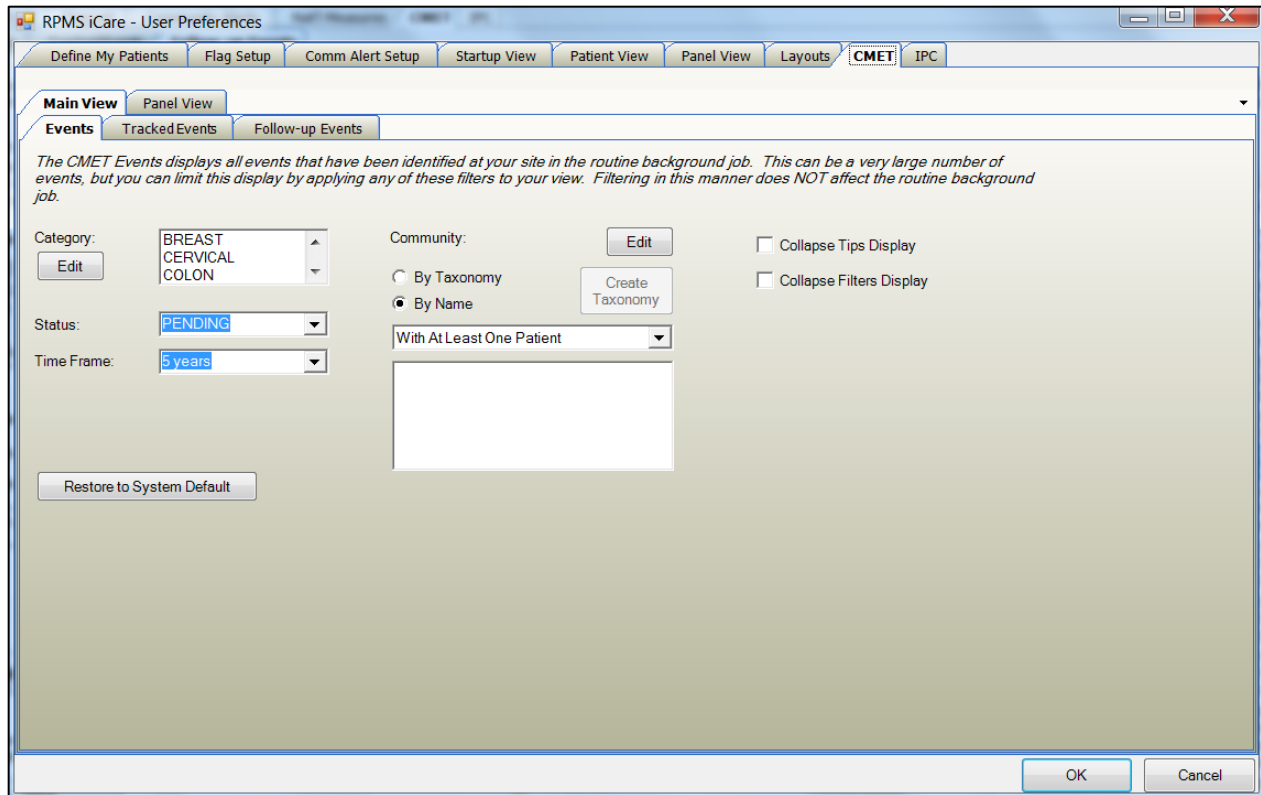 RPMS iCare - User Preferences
Define My Patients Flag Setup Comm Alert Setup Startup View Patient View Panel View Layouts CMET IPC
Main View Panel View
Events Tracked Events Follow-up Events
The CMET Events displays all events that have been identified at your site in the routine background job. This can be a very large number of
events, but you can limit this display by applying any of these filters to your view. Filtering in this manner does NOT affect the routine background
job.
Category:
Edit
BREAST
CERVICAL
COLON
Status: PENDING
Time Frame: 5 years
Restore to System Default
Community: Edit
By Taxonomy
By Name
Create
Taxonomy
With At Least One Patient
Collapse Tips Display
Collapse Filters Display
OK Cancel